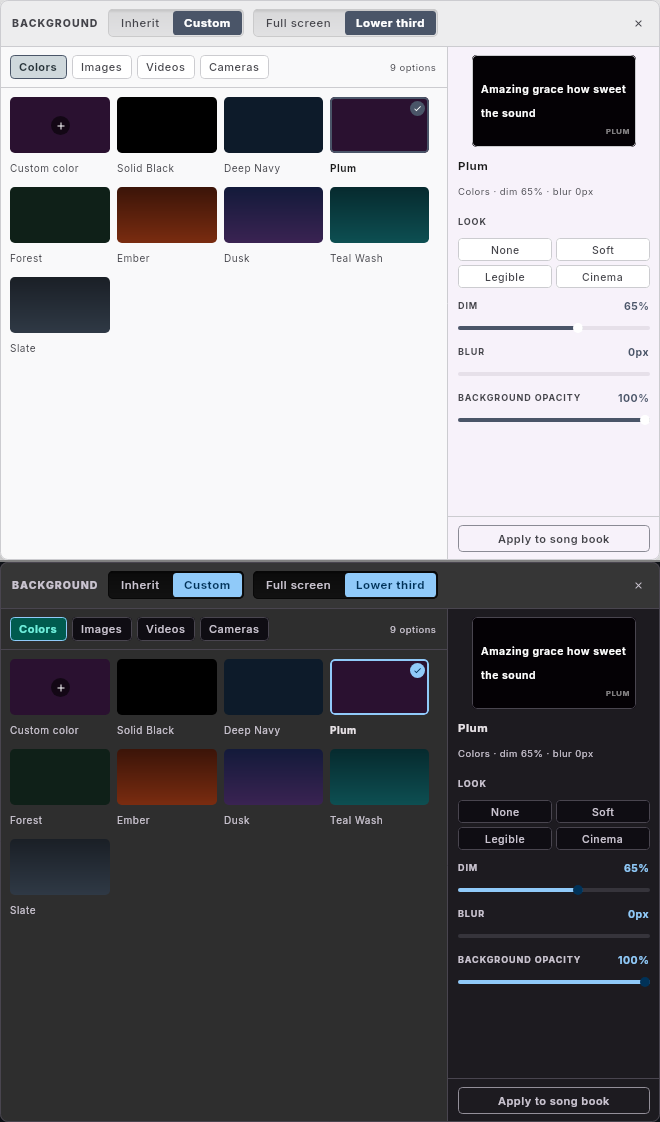 BACKGROUND Inherit Custom Full screen Lower third ×
Colors Images Videos Cameras 9 options
+
Custom color Solid Black Deep Navy Plum
Forest Ember Dusk Teal Wash
Slate
Amazing grace how sweet
the sound
PLUM
Plum
Colors · dim 65% · blur 0px
LOOK
None Soft
Legible Cinema
DIM 65%
BLUR 0px
BACKGROUND OPACITY 100%
Apply to song book
BACKGROUND Inherit Custom Full screen Lower third ×
Colors Images Videos Cameras 9 options
+
Custom color Solid Black Deep Navy Plum
Forest Ember Dusk Teal Wash
Slate
Amazing grace how sweet
the sound
PLUM
Plum
Colors · dim 65% · blur 0px
LOOK
None Soft
Legible Cinema
DIM 65%
BLUR 0px
BACKGROUND OPACITY 100%
Apply to song book